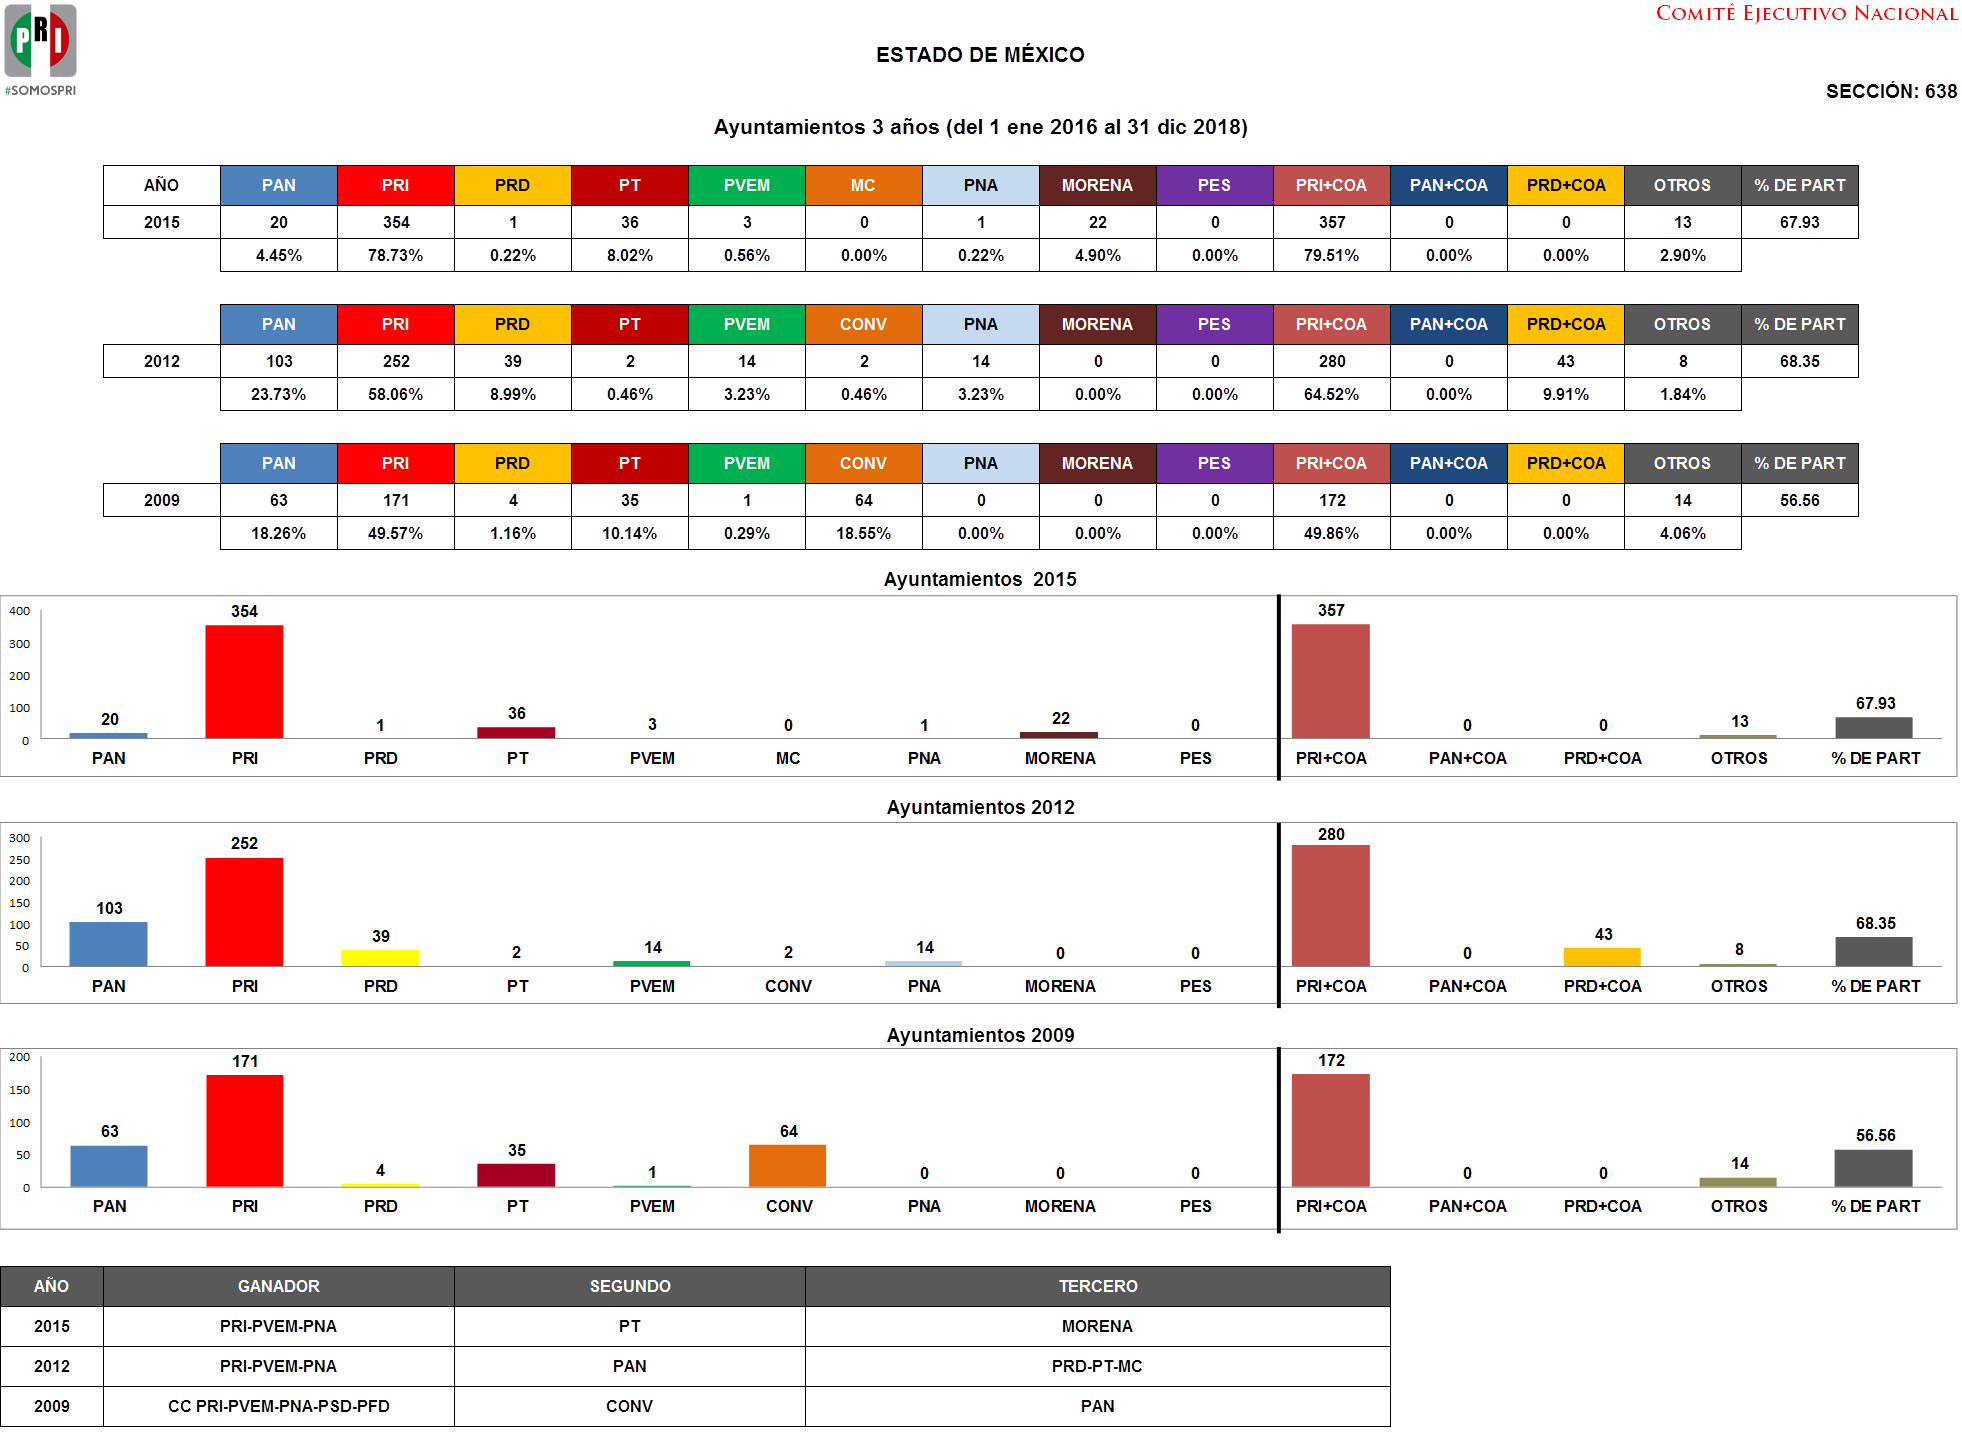 PRI
#SOMOSPRI
COMITÉ EJECUTIVO NACIONAL
ESTADO DE MÉXICO
SECCIÓN: 638
Ayuntamientos 3 años (del 1 ene 2016 al 31 dic 2018)
AÑO PAN PRI PRD PT PVEM MC PNA MORENA PES PRI+COA PAN+COA PRD+COA OTROS % DE PART
2015 20 354 1 36 3 0 1 22 0 357 0 0 13 67.93
4.45% 78.73% 0.22% 8.02% 0.56% 0.00% 0.22% 4.90% 0.00% 79.51% 0.00% 0.00% 2.90%
PAN PRI PRD PT PVEM CONV PNA MORENA PES PRI+COA PAN+COA PRD+COA OTROS % DE PART
2012 103 252 39 2 14 2 14 0 0 280 0 43 8 68.35
23.73% 58.06% 8.99% 0.46% 3.23% 0.46% 3.23% 0.00% 0.00% 64.52% 0.00% 9.91% 1.84%
PAN PRI PRD PT PVEM CONV PNA MORENA PES PRI+COA PAN+COA PRD+COA OTROS % DE PART
2009 63 171 4 35 1 64 0 0 0 172 0 0 14 56.56
18.26% 49.57% 1.16% 10.14% 0.29% 18.55% 0.00% 0.00% 0.00% 49.86% 0.00% 0.00% 4.06%
Ayuntamientos 2015
400
300
200
100
0
20 354 1 36 3 0 1 22 0 357 0 0 13 67.93
PAN PRI PRD PT PVEM MC PNA MORENA PES PRI+COA PAN+COA PRD+COA OTROS % DE PART
Ayuntamientos 2012
300
250
200
150
100
50
0
103 252 39 2 14 2 14 0 0 280 0 43 8 68.35
PAN PRI PRD PT PVEM CONV PNA MORENA PES PRI+COA PAN+COA PRD+COA OTROS % DE PART
Ayuntamientos 2009
200
150
100
50
0
63 171 4 35 1 64 0 0 0 172 0 0 14 56.56
PAN PRI PRD PT PVEM CONV PNA MORENA PES PRI+COA PAN+COA PRD+COA OTROS % DE PART
AÑO GANADOR SEGUNDO TERCERO
2015 PRI-PVEM-PNA PT MORENA
2012 PRI-PVEM-PNA PAN PRD-PT-MC
2009 CC PRI-PVEM-PNA-PSD-PFD CONV PAN